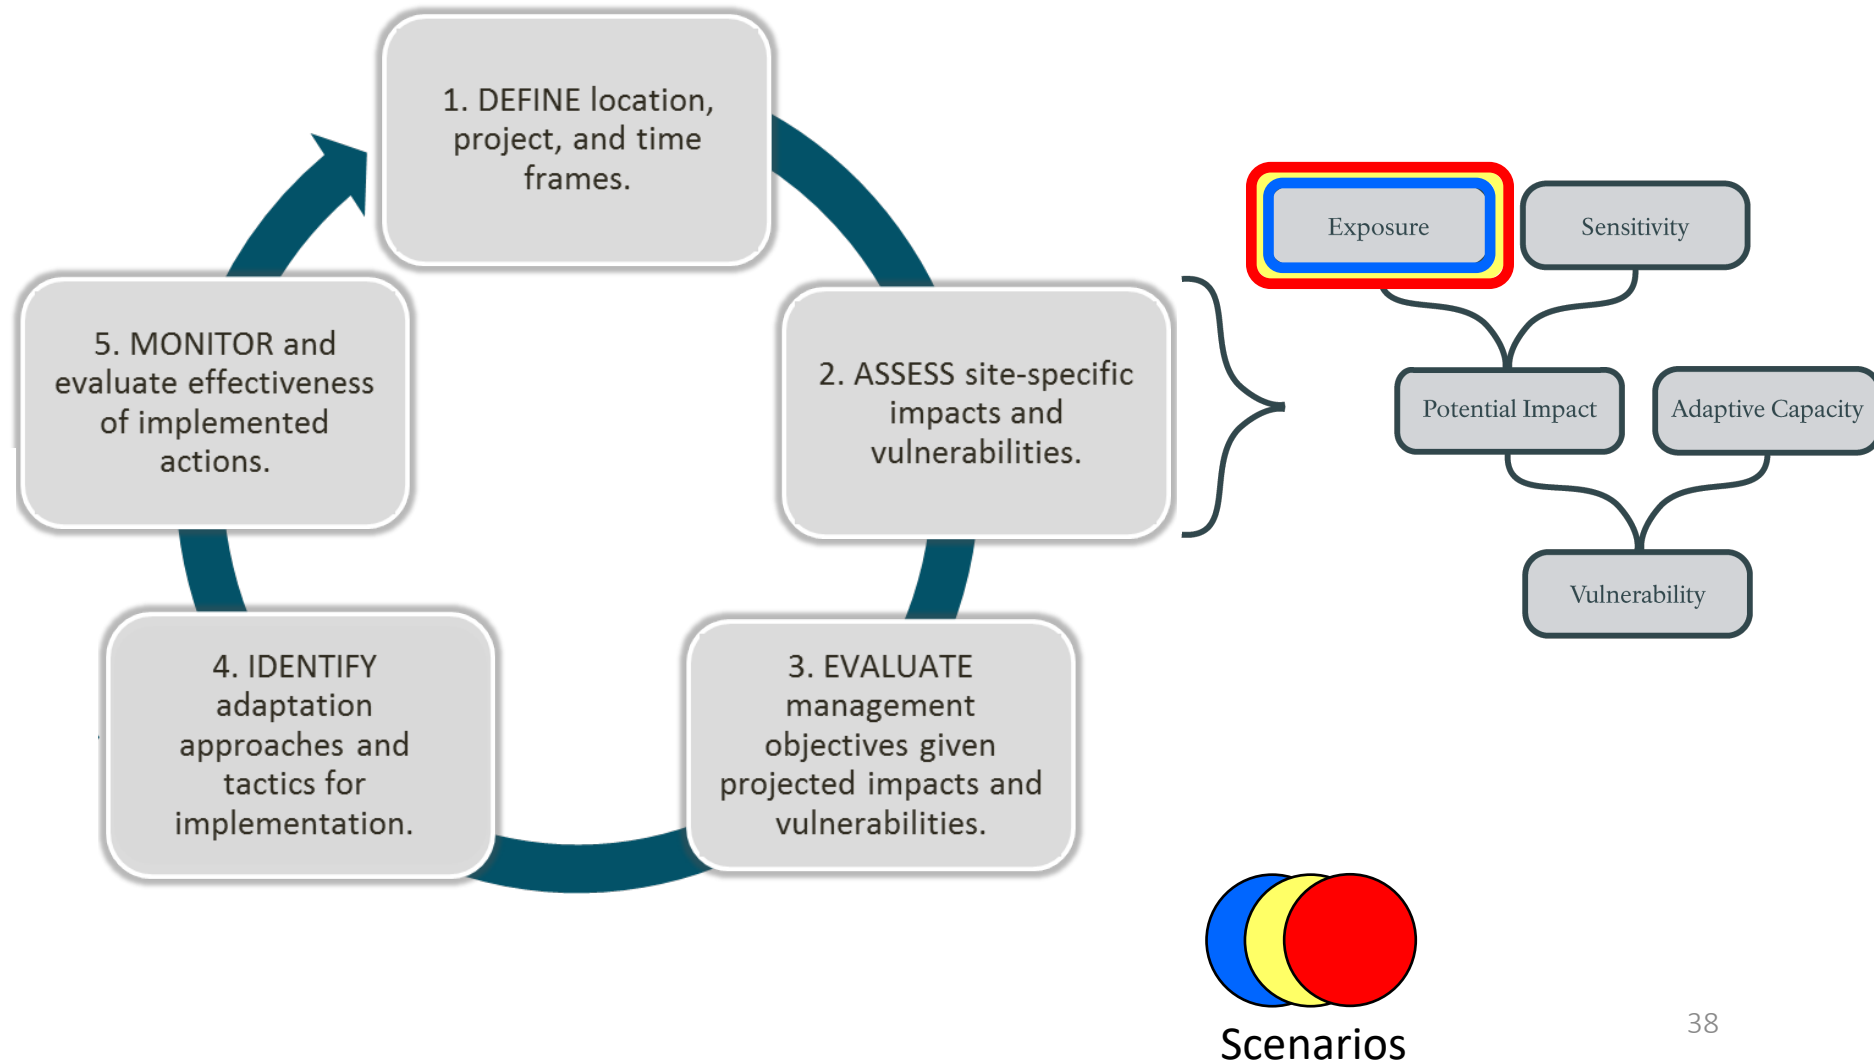 1. DEFINE location,
project, and time
frames.
2. ASSESS site-specific
impacts and
vulnerabilities.
3. EVALUATE
management
objectives given
projected impacts and
vulnerabilities.
4. IDENTIFY
adaptation
approaches and
tactics for
implementation.
5. MONITOR and
evaluate effectiveness
of implemented
actions.
Exposure
Sensitivity
Potential Impact
Adaptive Capacity
Vulnerability
Scenarios
38